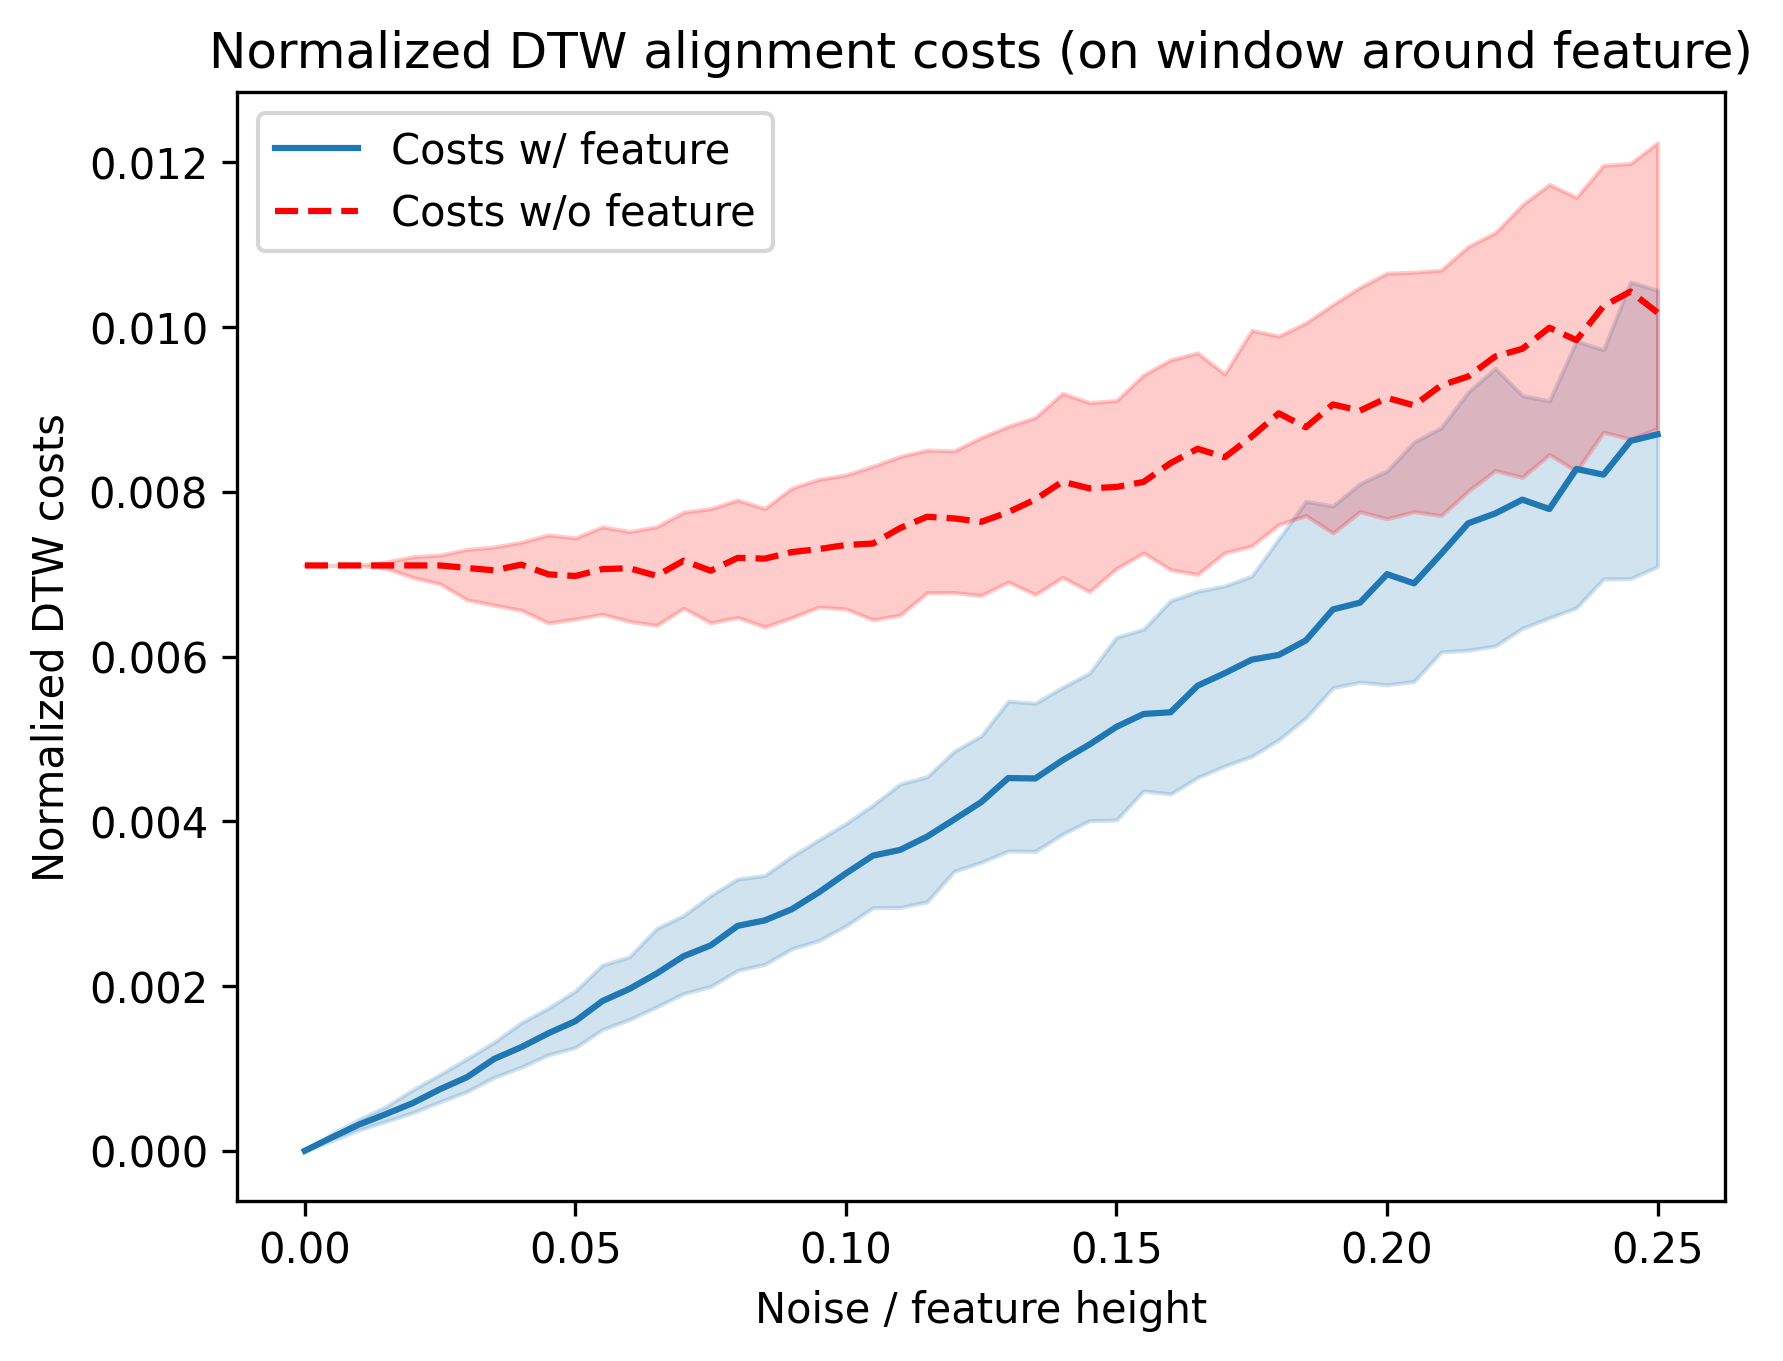 Normalized DTW alignment costs (on window around feature)
Costs w/ feature
Costs w/o feature
Normalized DTW costs
0.012
0.010
0.008
0.006
0.004
0.002
0.000
0.00 0.05 0.10 0.15 0.20 0.25
Noise / feature height